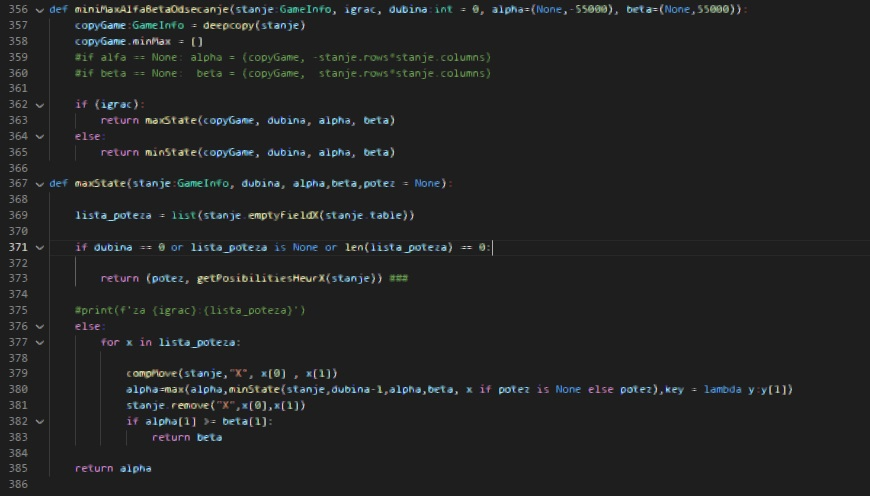 356 def miniMaxAlfaBetaOdsecanje(stanje:GameInfo, igrac, dubina:int = 0, alpha=(None,-55000), beta=(None,55000)):
357 copyGame:GameInfo = deepcopy(stanje)
358 copyGame.minMax = []
359 #if alfa == None: alpha = (copyGame, -stanje.rows*stanje.columns)
360 #if beta == None: beta = (copyGame, stanje.rows*stanje.columns)
361
362 if (igrac):
363 return maxState(copyGame, dubina, alpha, beta)
364 else:
365 return minState(copyGame, dubina, alpha, beta)
366
367 def maxState(stanje:GameInfo, dubina, alpha,beta,potez = None):
368
369 lista_poteza = list(stanje.emptyFieldX(stanje.table))
370
371 if dubina == 0 or lista_poteza is None or len(lista_poteza) == 0:
372
373 return (potez, getPosibilitiesHeurX(stanje)) ###
374
375 #print(f'za {igrac}:{lista_poteza}')
376 else:
377 for x in lista_poteza:
378
379 compMove(stanje,"X", x[0] , x[1])
380 alpha=max(alpha,minState(stanje,dubina-1,alpha,beta, x if potez is None else potez),key = lambda y:y[1])
381 stanje.remove("X",x[0],x[1])
382 if alpha[1] >= beta[1]:
383 return beta
384
385 return alpha
386